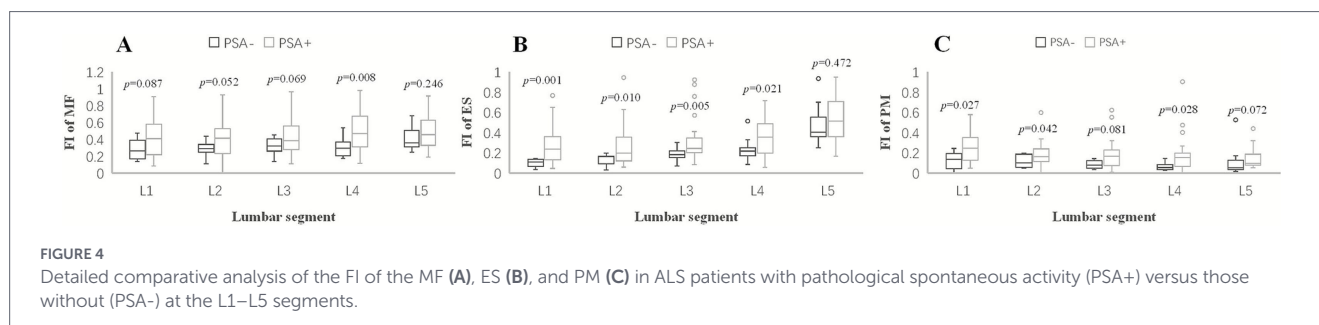 A
PSA- PSA+
FI of MF
1.2
1
0.8
0.6
0.4
0.2
0
p=0.087 p=0.052 p=0.069 p=0.008 p=0.246
L1 L2 L3 L4 L5
Lumbar segment
B
PSA- PSA+
FI of ES
1
0.8
0.6
0.4
0.2
0
p=0.001 p=0.010 p=0.005 p=0.021 p=0.472
L1 L2 L3 L4 L5
Lumbar segment
C
PSA- PSA+
FI of PM
1
0.8
0.6
0.4
0.2
0
p=0.027 p=0.042 p=0.081 p=0.028 p=0.072
L1 L2 L3 L4 L5
Lumbar segment
FIGURE 4
Detailed comparative analysis of the FI of the MF (A), ES (B), and PM (C) in ALS patients with pathological spontaneous activity (PSA+) versus those
without (PSA-) at the L1–L5 segments.